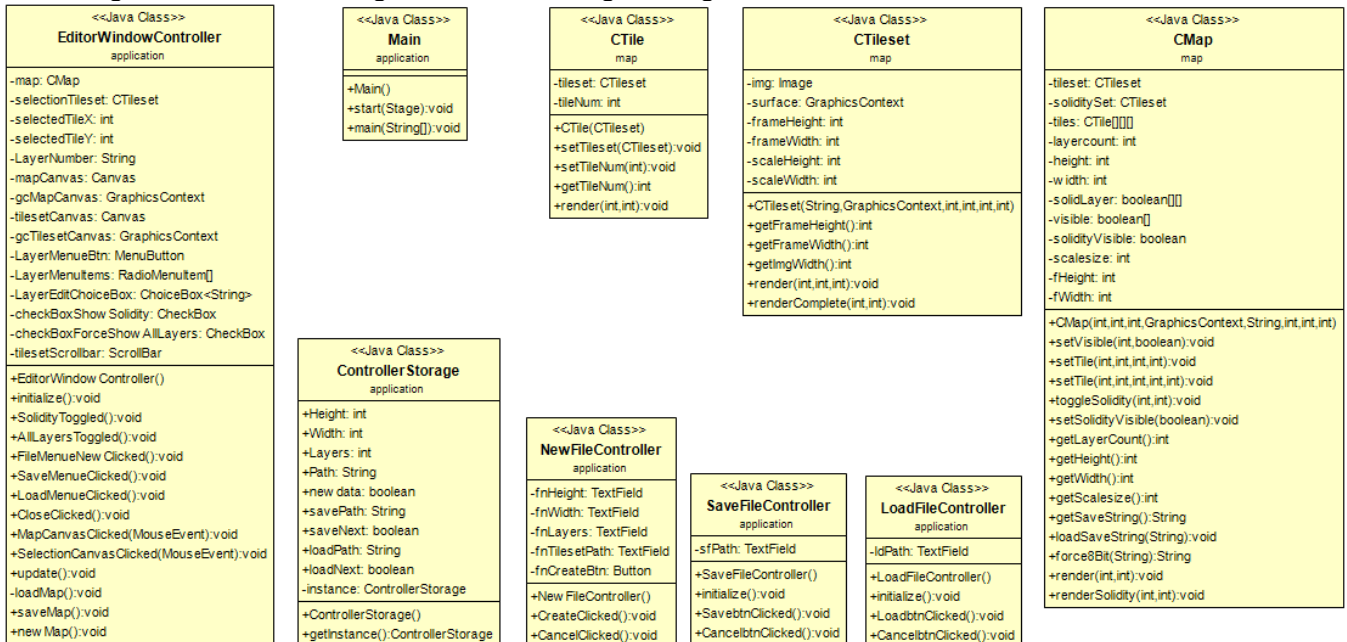 <<Java Class>>
EditorWindowController
application
-map: CMap
-selectionTileset: CTileset
-selectedTileX: int
-selectedTileY: int
-LayerNumber: String
-mapCanvas: Canvas
-gcMapCanvas: GraphicsContext
-tilesetCanvas: Canvas
-gcTilesetCanvas: GraphicsContext
-LayerMenueBtn: MenuButton
-LayerMenuItems: RadioMenuItem[]
-LayerEditChoiceBox: ChoiceBox<String>
-checkBoxShowSolidity: CheckBox
-checkBoxForceShowAllLayers: CheckBox
-tilesetScrollbar: ScrollBar
+EditorWindowController()
+initialize():void
+SolidityToggled():void
+AllLayersToggled():void
+FileMenueNewClicked():void
+SaveMenueClicked():void
+LoadMenueClicked():void
+CloseClicked():void
+MapCanvasClicked(MouseEvent):void
+SelectionCanvasClicked(MouseEvent):void
+update():void
-loadMap():void
+saveMap():void
+newMap():void
<<Java Class>>
Main
application
+Main()
+start(Stage):void
+main(String[]):void
<<Java Class>>
CTile
map
-tileset: CTileset
-tileNum: int
+CTile(CTileset)
+setTileset(CTileset):void
+setTileNum(int):void
+getTileNum():int
+render(int,int):void
<<Java Class>>
CTileset
map
-img: Image
-surface: GraphicsContext
-frameHeight: int
-frameWidth: int
-scaleHeight: int
-scaleWidth: int
+CTileset(String,GraphicsContext,int,int,int,int)
+getFrameHeight():int
+getFrameWidth():int
+getImgWidth():int
+render(int,int,int):void
+renderComplete(int,int):void
<<Java Class>>
CMap
map
-tileset: CTileset
-soliditySet: CTileset
-tiles: CTile[][][]
-layercount: int
-height: int
-width: int
-solidLayer: boolean[][]
-visible: boolean[]
-solidityVisible: boolean
-scalesize: int
-fHeight: int
-fWidth: int
+CMap(int,int,int,GraphicsContext,String,int,int,int)
+setVisible(int,boolean):void
+setTile(int,int,int,int):void
+setTile(int,int,int,int,int):void
+toggleSolidity(int,int):void
+setSolidityVisible(boolean):void
+getLayerCount():int
+getHeight():int
+getWidth():int
+getScalesize():int
+getSaveString():String
+loadSaveString(String):void
+force8Bit(String):String
+render(int,int):void
+renderSolidity(int,int):void
<<Java Class>>
ControllerStorage
application
+Height: int
+Width: int
+Layers: int
+Path: String
+newdata: boolean
+savePath: String
+saveNext: boolean
+loadPath: String
+loadNext: boolean
-instance: ControllerStorage
+ControllerStorage()
+getInstance():ControllerStorage
<<Java Class>>
NewFileController
application
-fnHeight: TextField
-fnWidth: TextField
-fnLayers: TextField
-fnTilesetPath: TextField
-fnCreateBtn: Button
+NewFileController()
+CreateClicked():void
+CancelClicked():void
<<Java Class>>
SaveFileController
application
-sfPath: TextField
+SaveFileController()
+initialize():void
+SavebtnClicked():void
+CancelbtnClicked():void
<<Java Class>>
LoadFileController
application
-ldPath: TextField
+LoadFileController()
+initialize():void
+LoadbtnClicked():void
+CancelbtnClicked():void